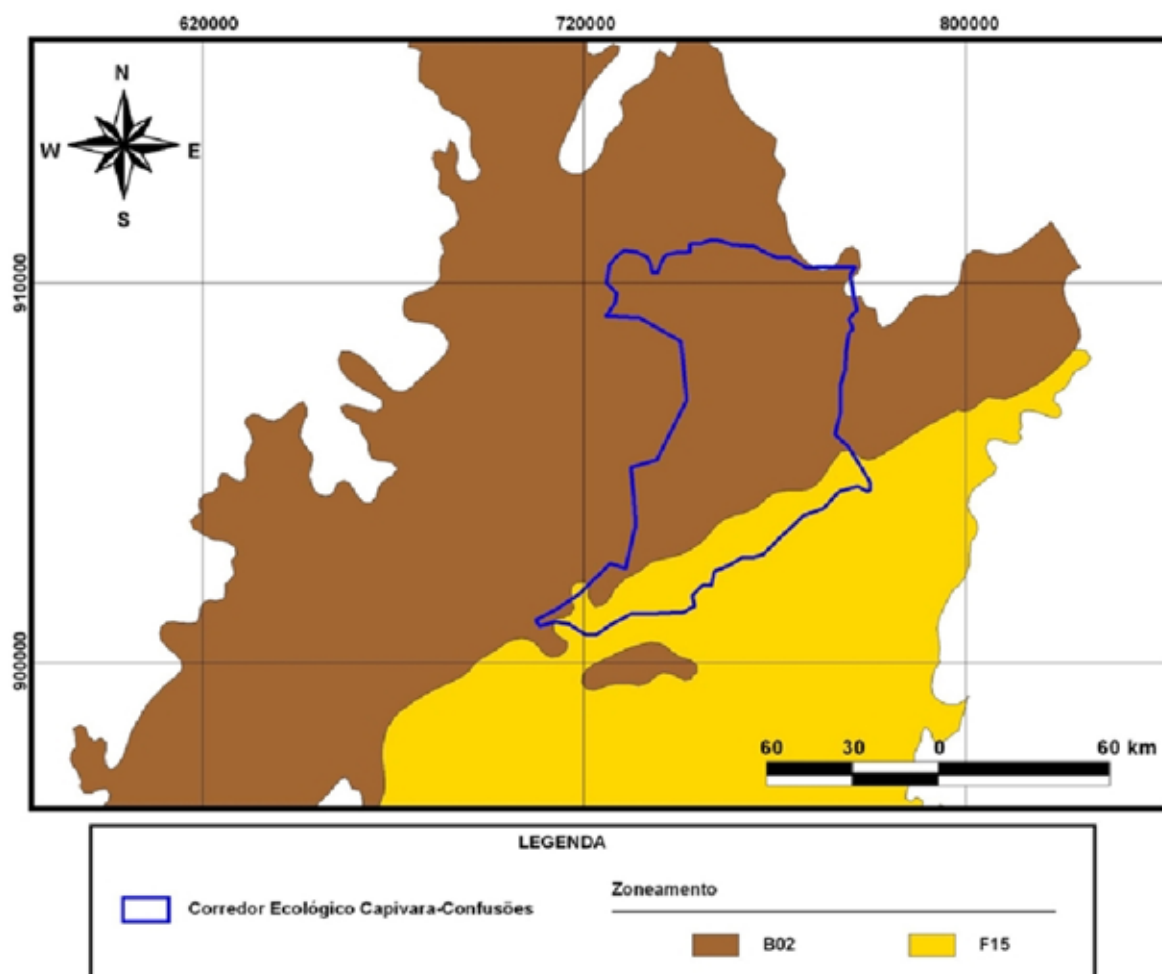 620000 720000 800000
N
W E
S
910000
900000
60 30 0 60 km
LEGENDA
Corredor Ecológico Capivara-Confusões
Zoneamento
B02 F15